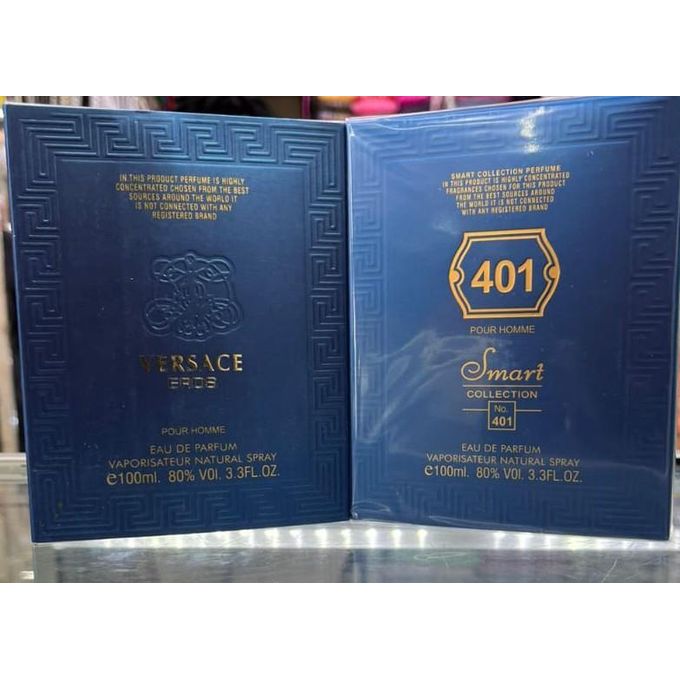 IN THIS PRODUCT PERFUME IS HIGHLY
CONCENTRATED CHOSEN FROM THE BEST
SOURCES AROUND THE WORLD IT
IS NOT CONNECTED WITH ANY
REGISTERED BRAND
VERSACE
EROS
POUR HOMME
EAU DE PARFUM
VAPORISATEUR NATURAL SPRAY
e100ml. 80% VOl. 3.3FL.OZ.
SMART COLLECTION PERFUME
IN THIS PRODUCT IS HIGHLY CONCENTRATED
FRAGRANCES CHOSEN FOR THIS PRODUCT
FROM THE BEST SOURCES AROUND
THE WORLD IT IS NOT CONNECTED
WITH ANY REGISTERED BRAND
401
POUR HOMME
Smart
COLLECTION
No.
401
EAU DE PARFUM
VAPORISATEUR NATURAL SPRAY
e100ml. 80% VOl. 3.3FL.OZ.